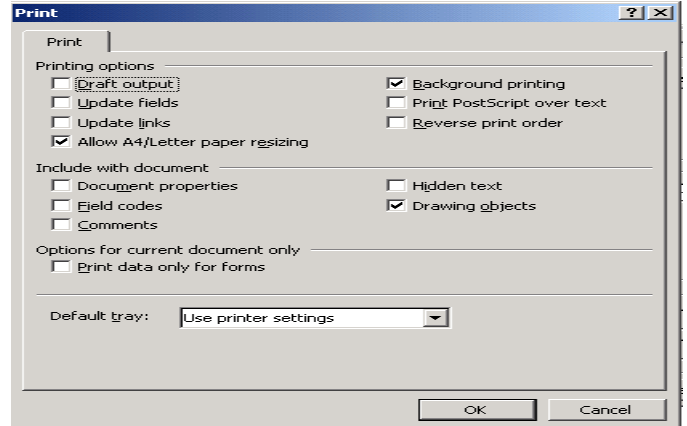 Print
Print
Printing options
Draft output
Background printing
Update fields
Print PostScript over text
Update links
Reverse print order
Allow A4/Letter paper resizing
Include with document
Document properties
Hidden text
Field codes
Drawing objects
Comments
Options for current document only
Print data only for forms
Default tray: Use printer settings
OK Cancel